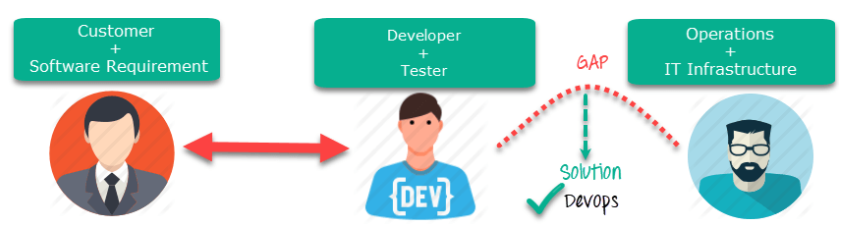 Customer
+
Software Requirement
Developer
+
Tester
Operations
+
IT Infrastructure
GAP
Solution
Devops
{DEV}